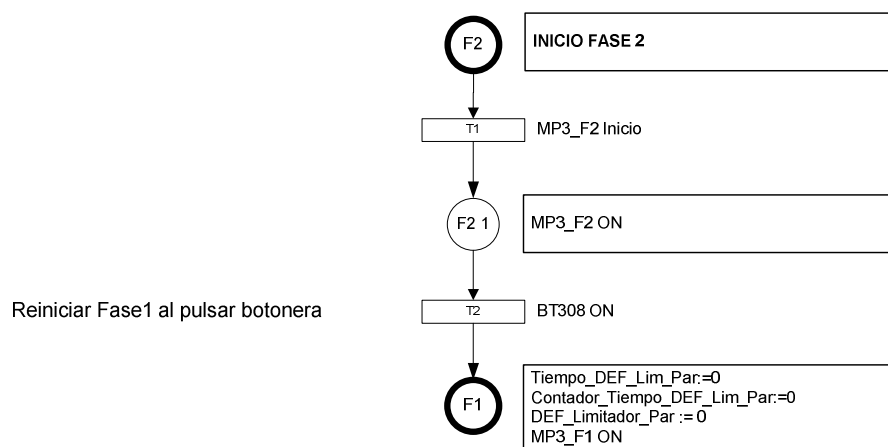 F2
INICIO FASE 2
T1
MP3_F2 Inicio
F2 1
MP3_F2 ON
Reiniciar Fase1 al pulsar botonera
T2
BT308 ON
F1
Tiempo_DEF_Lim_Par:=0
Contador_Tiempo_DEF_Lim_Par:=0
DEF_Limitador_Par := 0
MP3_F1 ON